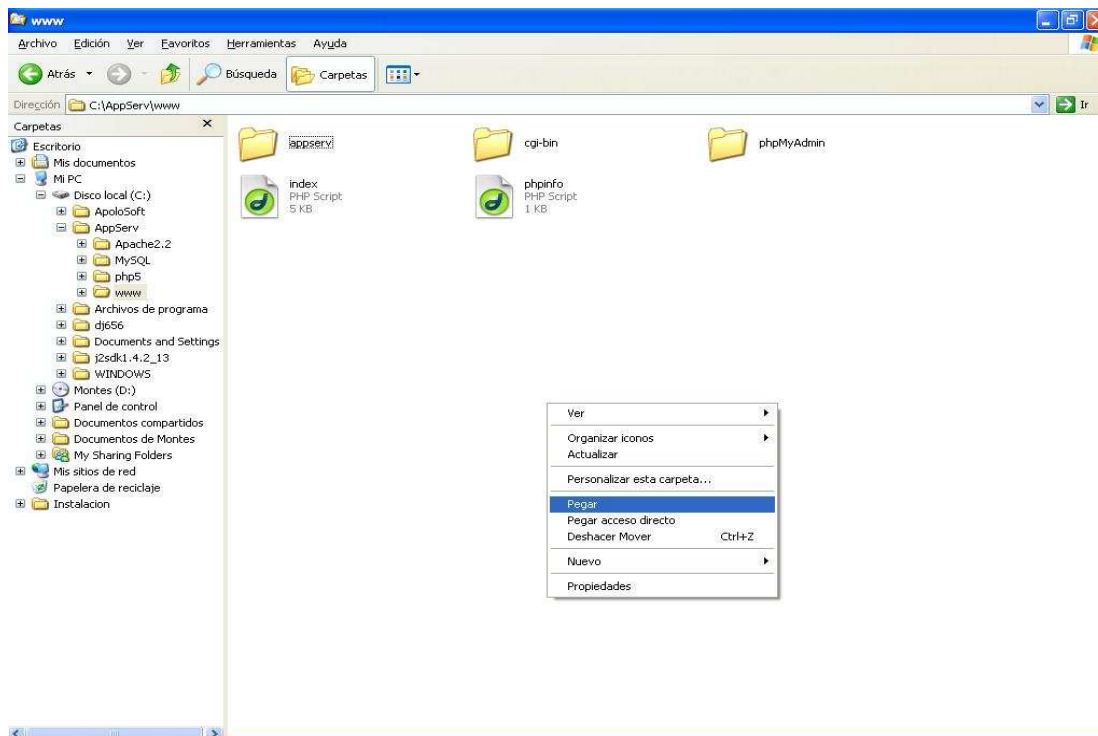 www
Archivo Edición Ver Favoritos Herramientas Ayuda
Atrás Búsqueda Carpetas
Dirección C:\AppServ\www Ir
Carpetas
Escritorio
Mis documentos
Mi PC
Disco local (C:)
ApoloSoft
AppServ
Apache2.2
MySQL
php5
www
Archivos de programa
dj656
Documents and Settings
j2sdk1.4.2_13
WINDOWS
Montes (D:)
Panel de control
Documentos compartidos
Documentos de Montes
My Sharing Folders
Mis sitios de red
Papelera de reciclaje
Instalacion
appserv
cgi-bin
phpMyAdmin
index
PHP Script
5 KB
phpinfo
PHP Script
1 KB
Ver
Organizar iconos
Actualizar
Personalizar esta carpeta...
Pegar
Pegar acceso directo
Deshacer Mover Ctrl+Z
Nuevo
Propiedades